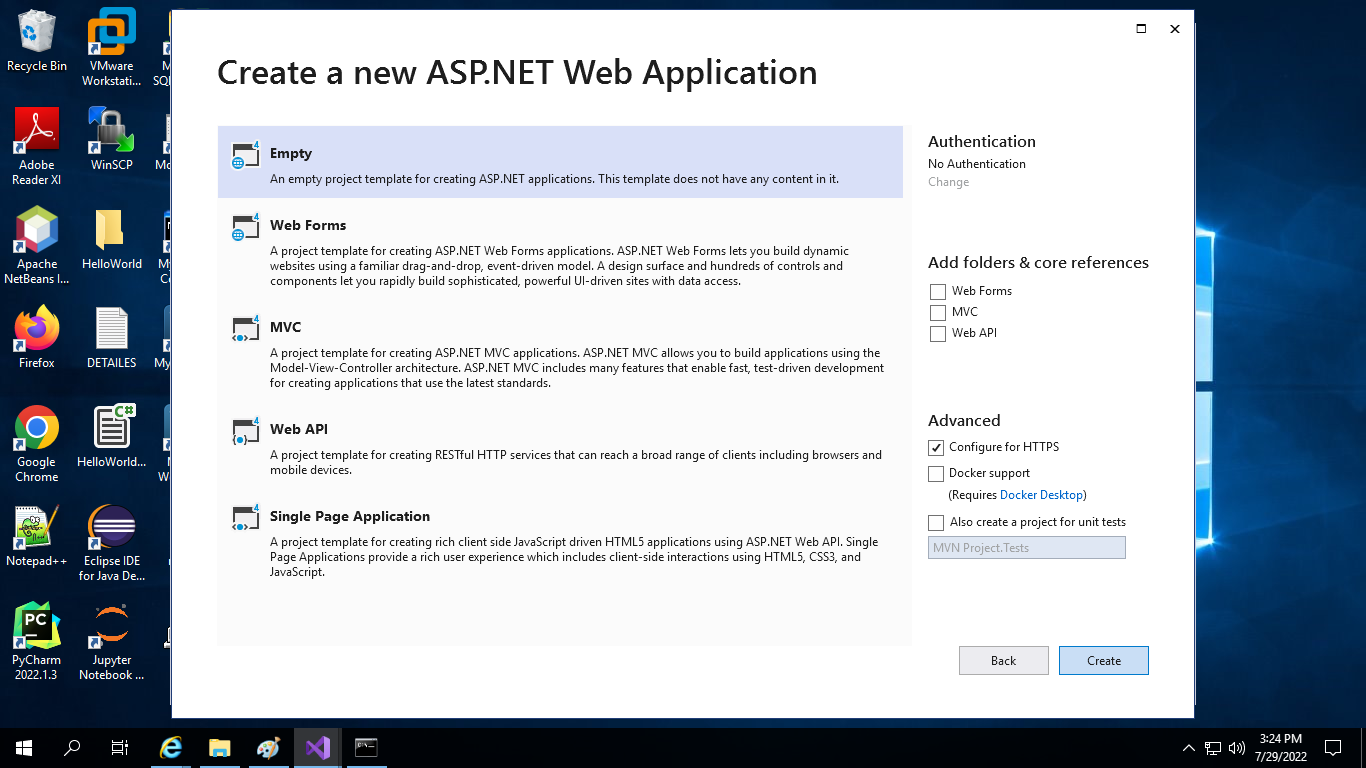 Recycle Bin
VMware
Workstati...
Adobe
Reader XI
WinSCP
Apache
NetBeans I...
HelloWorld
Firefox
DETAILES
Google
Chrome
HelloWorld...
Notepad++
Eclipse IDE
for Java De...
PyCharm
2022.1.3
Jupyter
Notebook ...
Create a new ASP.NET Web Application
Empty
An empty project template for creating ASP.NET applications. This template does not have any content in it.
Web Forms
A project template for creating ASP.NET Web Forms applications. ASP.NET Web Forms lets you build dynamic
websites using a familiar drag-and-drop, event-driven model. A design surface and hundreds of controls and
components let you rapidly build sophisticated, powerful UI-driven sites with data access.
MVC
A project template for creating ASP.NET MVC applications. ASP.NET MVC allows you to build applications using the
Model-View-Controller architecture. ASP.NET MVC includes many features that enable fast, test-driven development
for creating applications that use the latest standards.
Web API
A project template for creating RESTful HTTP services that can reach a broad range of clients including browsers and
mobile devices.
Single Page Application
A project template for creating rich client side JavaScript driven HTML5 applications using ASP.NET Web API. Single
Page Applications provide a rich user experience which includes client-side interactions using HTML5, CSS3, and
JavaScript.
Authentication
No Authentication
Change
Add folders & core references
Web Forms
MVC
Web API
Advanced
Configure for HTTPS
Docker support
(Requires Docker Desktop)
Also create a project for unit tests
MVN Project.Tests
Back
Create
3:24 PM
7/29/2022